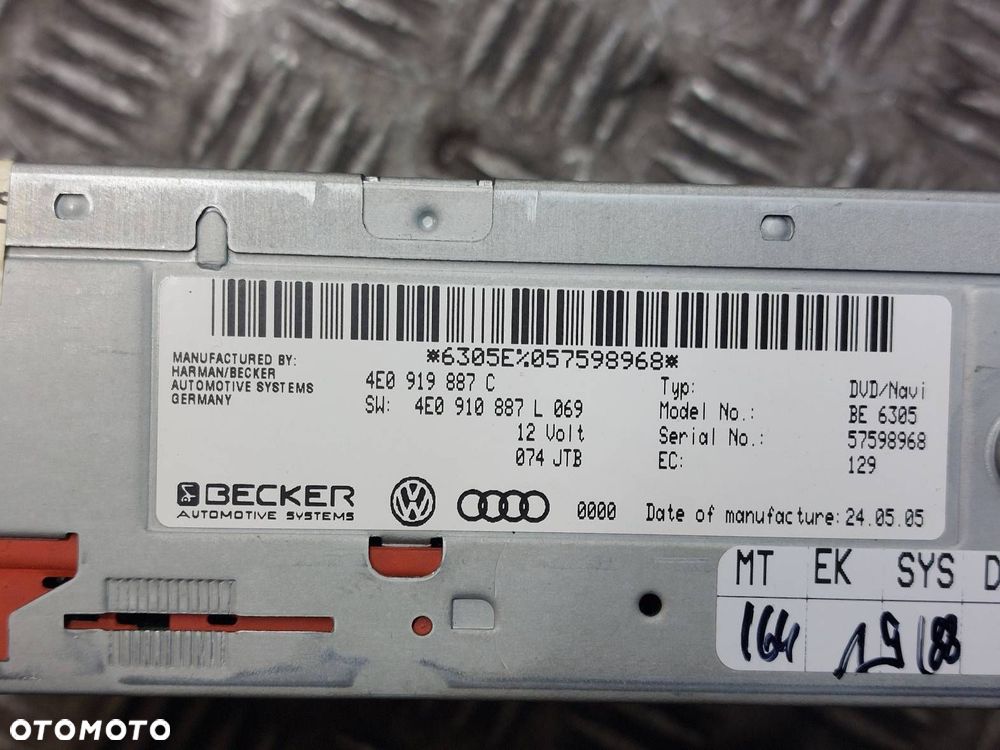 *6305E%057598968*
MANUFACTURED BY:
HARMAN/BECKER
AUTOMOTIVE SYSTEMS
GERMANY
4E0 919 887 C
SW: 4E0 910 887 L 069
12 Volt
074 JTB
Typ: DVD/Navi
Model No.: BE 6305
Serial No.: 57598968
EC: 129
BECKER
AUTOMOTIVE SYSTEMS
0000 Date of manufacture: 24.05.05
MT EK SYS D
164 19 188
OTOMOTO